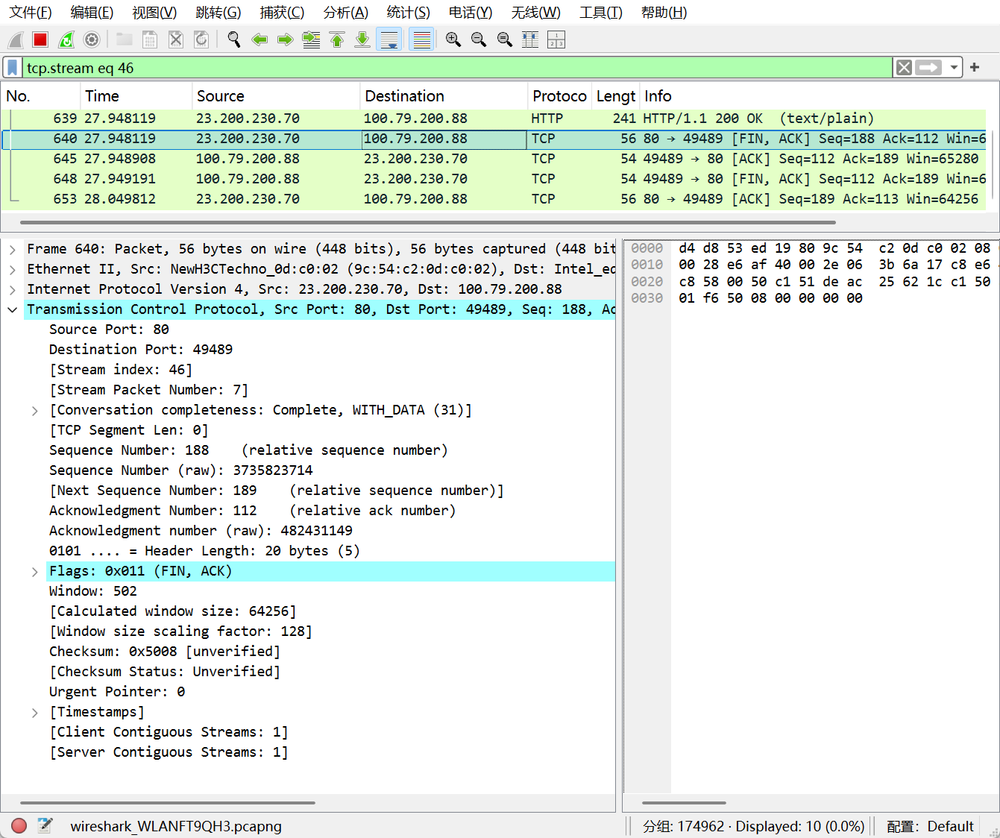 文件(F) 编辑(E) 视图(V) 跳转(G) 捕获(C) 分析(A) 统计(S) 电话(Y) 无线(W) 工具(T) 帮助(H)
tcp.stream eq 46
No. Time Source Destination Protoco Lengt Info
639 27.948119 23.200.230.70 100.79.200.88 HTTP 241 HTTP/1.1 200 OK (text/plain)
640 27.948119 23.200.230.70 100.79.200.88 TCP 56 80 → 49489 [FIN, ACK] Seq=188 Ack=112 Win=6
645 27.948908 100.79.200.88 23.200.230.70 TCP 54 49489 → 80 [ACK] Seq=112 Ack=189 Win=65280
648 27.949191 100.79.200.88 23.200.230.70 TCP 54 49489 → 80 [FIN, ACK] Seq=112 Ack=189 Win=6
653 28.049812 23.200.230.70 100.79.200.88 TCP 56 80 → 49489 [ACK] Seq=189 Ack=113 Win=64256
Frame 640: Packet, 56 bytes on wire (448 bits), 56 bytes captured (448 bit
Ethernet II, Src: NewH3CTechno_0d:c0:02 (9c:54:c2:0d:c0:02), Dst: Intel_ed
Internet Protocol Version 4, Src: 23.200.230.70, Dst: 100.79.200.88
Transmission Control Protocol, Src Port: 80, Dst Port: 49489, Seq: 188, Ac
Source Port: 80
Destination Port: 49489
[Stream index: 46]
[Stream Packet Number: 7]
[Conversation completeness: Complete, WITH_DATA (31)]
[TCP Segment Len: 0]
Sequence Number: 188 (relative sequence number)
Sequence Number (raw): 3735823714
[Next Sequence Number: 189 (relative sequence number)]
Acknowledgment Number: 112 (relative ack number)
Acknowledgment number (raw): 482431149
0101 .... = Header Length: 20 bytes (5)
Flags: 0x011 (FIN, ACK)
Window: 502
[Calculated window size: 64256]
[Window size scaling factor: 128]
Checksum: 0x5008 [unverified]
[Checksum Status: Unverified]
Urgent Pointer: 0
[Timestamps]
[Client Contiguous Streams: 1]
[Server Contiguous Streams: 1]
0000 d4 d8 53 ed 19 80 9c 54 c2 0d c0 02 08
0010 00 28 e6 af 40 00 2e 06 3b 6a 17 c8 e6
0020 c8 58 00 50 c1 51 de ac 25 62 1c c1 50
0030 01 f6 50 08 00 00 00 00
wireshark_WLANFT9QH3.pcapng
分组: 174962 · Displayed: 10 (0.0%)
配置: Default